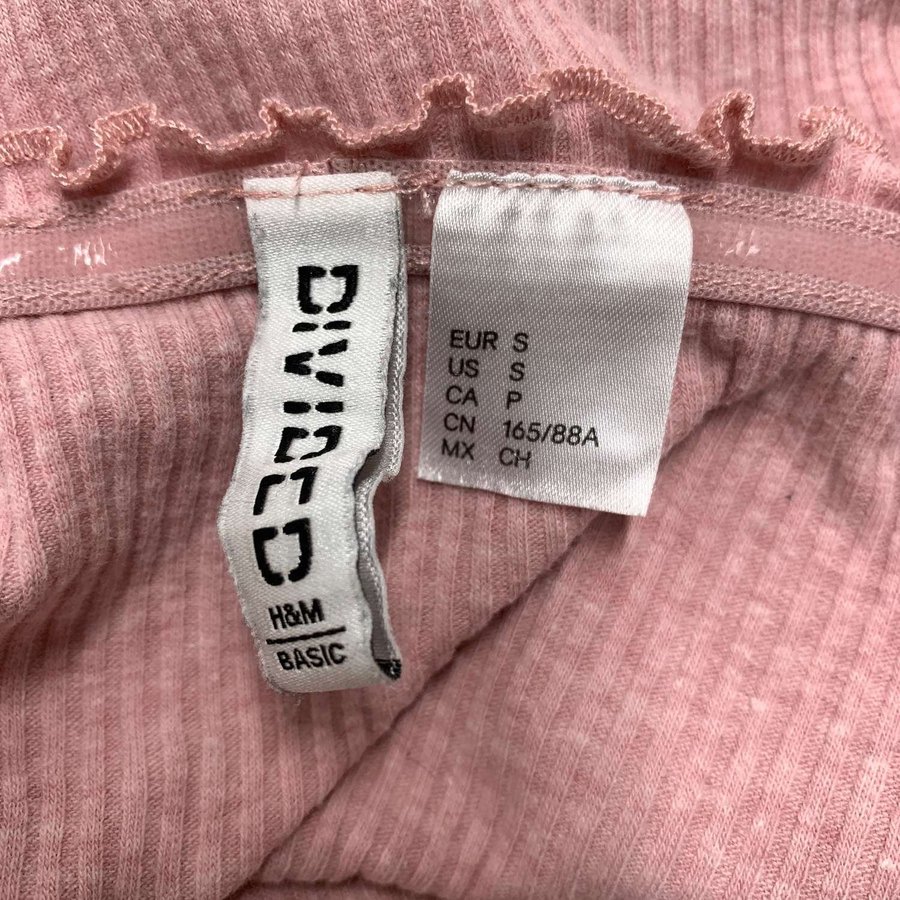 DIVIDED
H&M
BASIC
EUR S
US S
CA P
CN 165/88A
MX CH